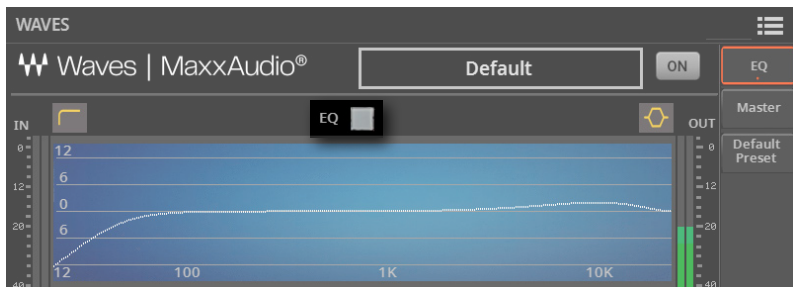 WAVES
Waves | MaxxAudio®
Default
ON
EQ
Master
Default
Preset
EQ
IN
OUT
0
12
20
40
12
6
0
6
12
100
1K
10K
0
12
20
40